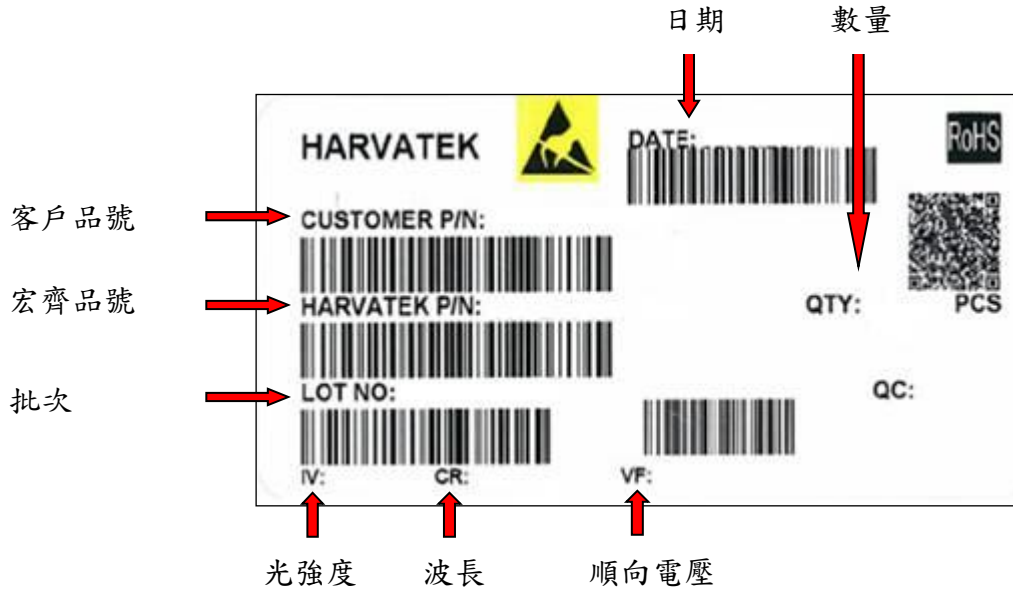 日期 數量
HARVATEK DATE: RoHS
客戶品號 CUSTOMER P/N:
宏齊品號 HARVATEK P/N: QTY: PCS
批次 LOT NO: QC:
IV: CR: VF:
光強度 波長 順向電壓